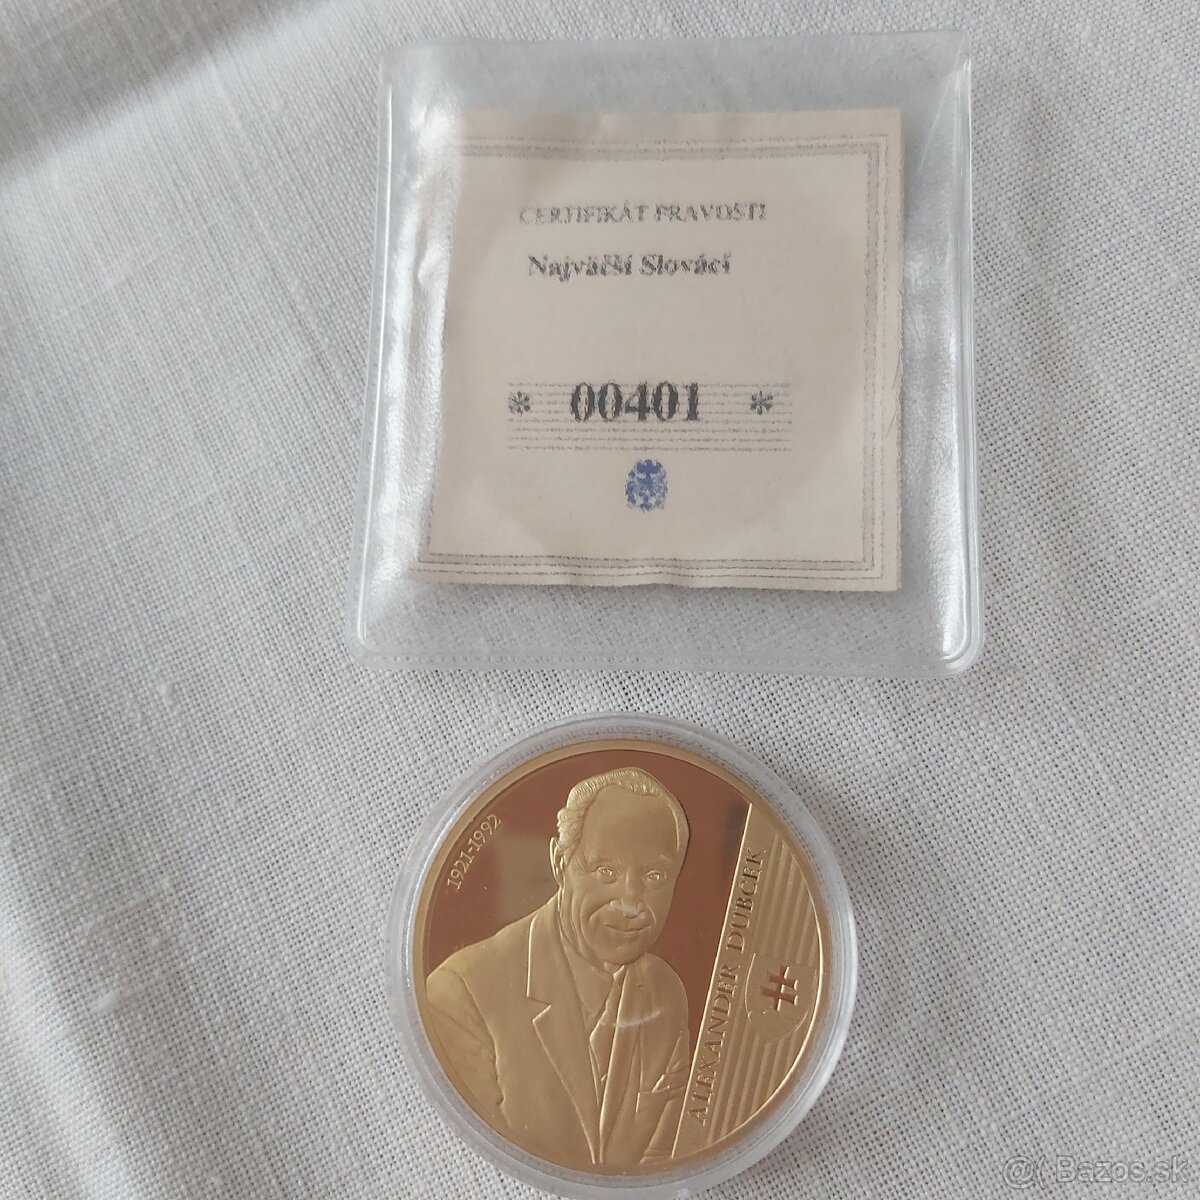 CERTIFIKÁT PRAVOSTI
Najväčší Slováci
* 00401 *
1921-1992
ALEXANDER DUBČEK
@( Bazos.sk